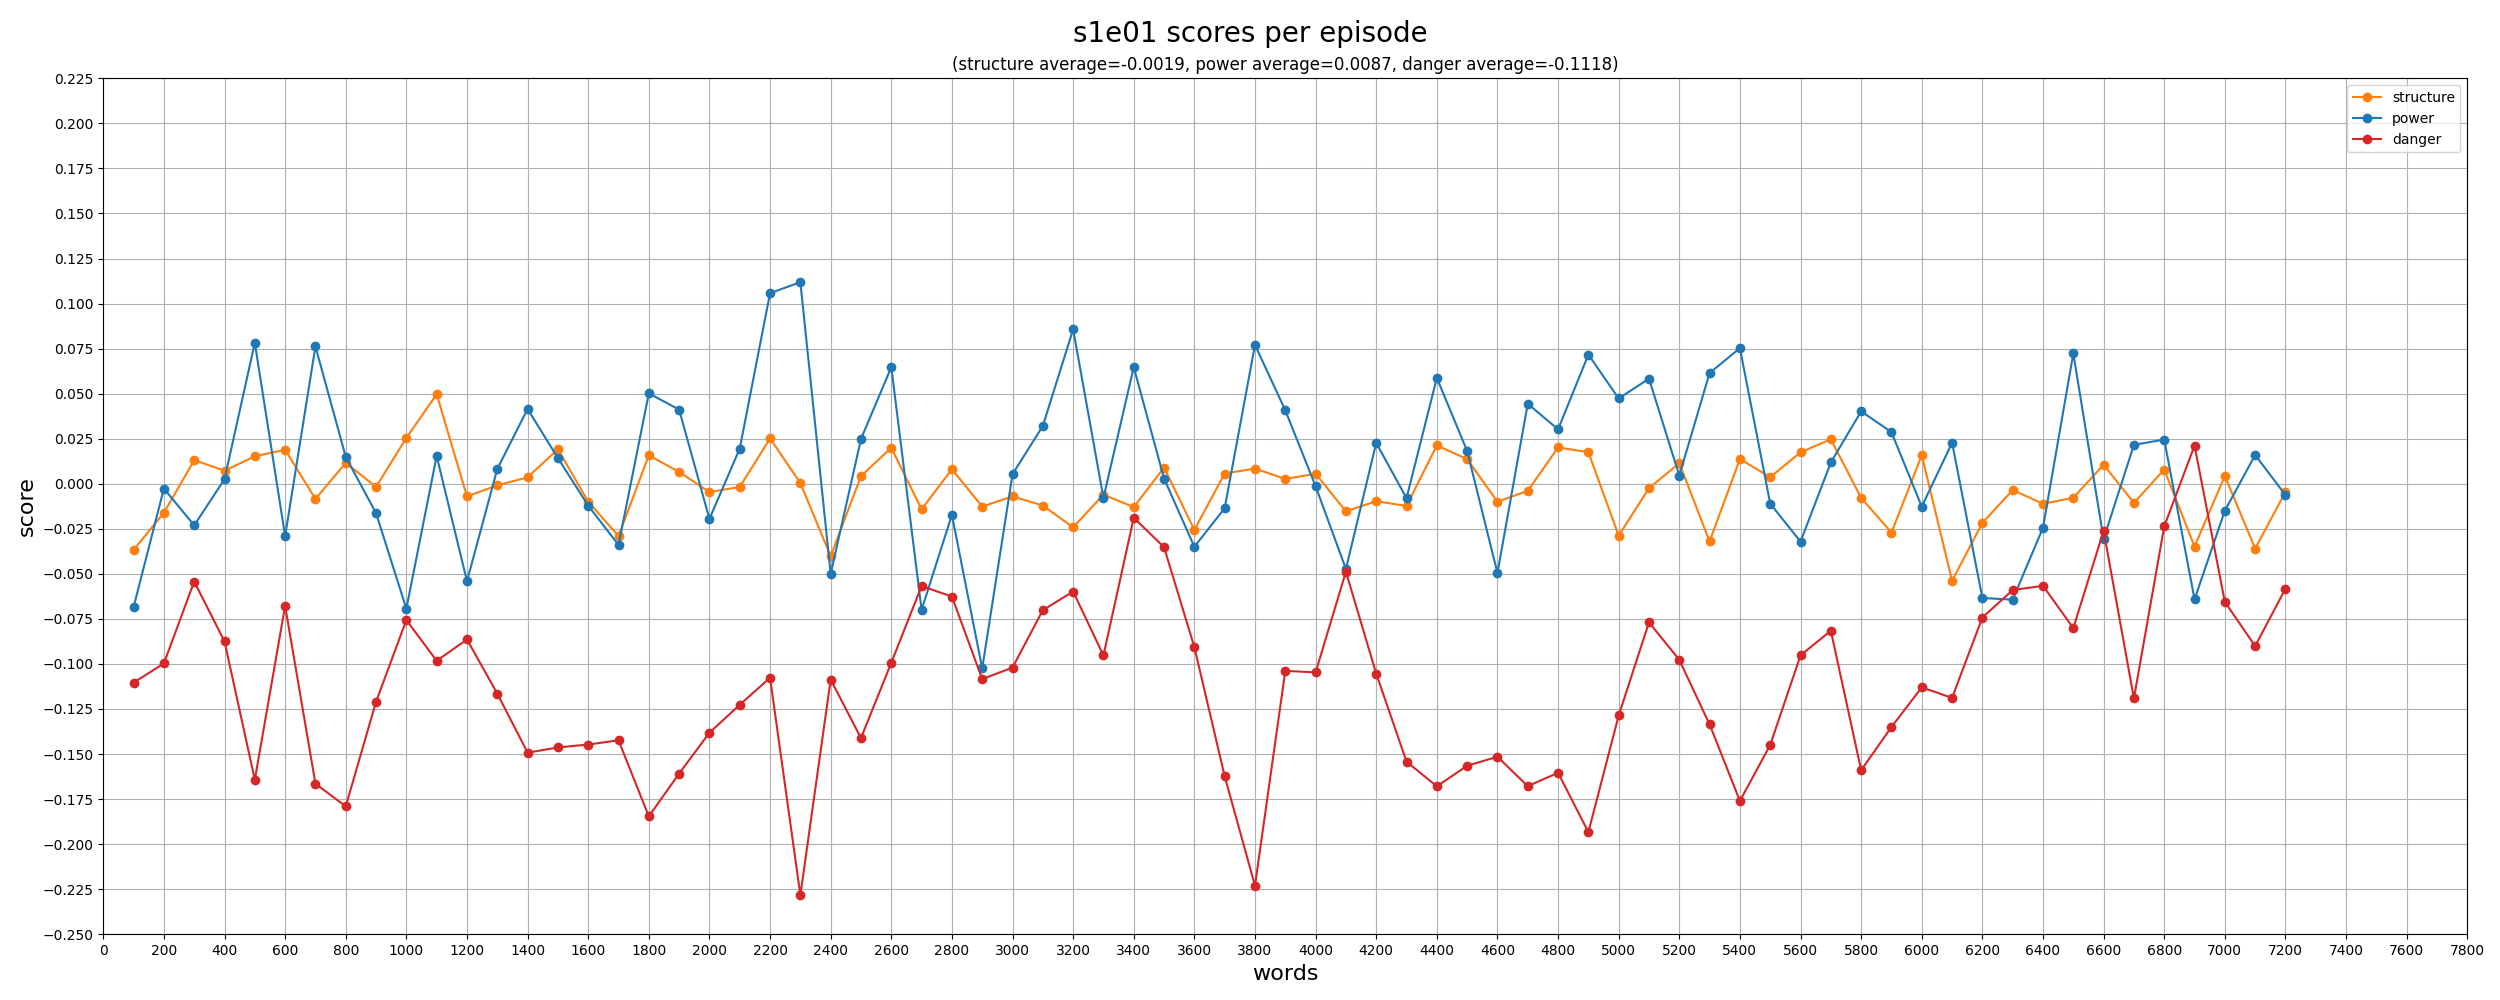 s1e01 scores per episode
(structure average=-0.0019, power average=0.0087, danger average=-0.1118)
structure
power
danger
score
0.225
0.200
0.175
0.150
0.125
0.100
0.075
0.050
0.025
0.000
−0.025
−0.050
−0.075
−0.100
−0.125
−0.150
−0.175
−0.200
−0.225
−0.250
0 200 400 600 800 1000 1200 1400 1600 1800 2000 2200 2400 2600 2800 3000 3200 3400 3600 3800 4000 4200 4400 4600 4800 5000 5200 5400 5600 5800 6000 6200 6400 6600 6800 7000 7200 7400 7600 7800
words